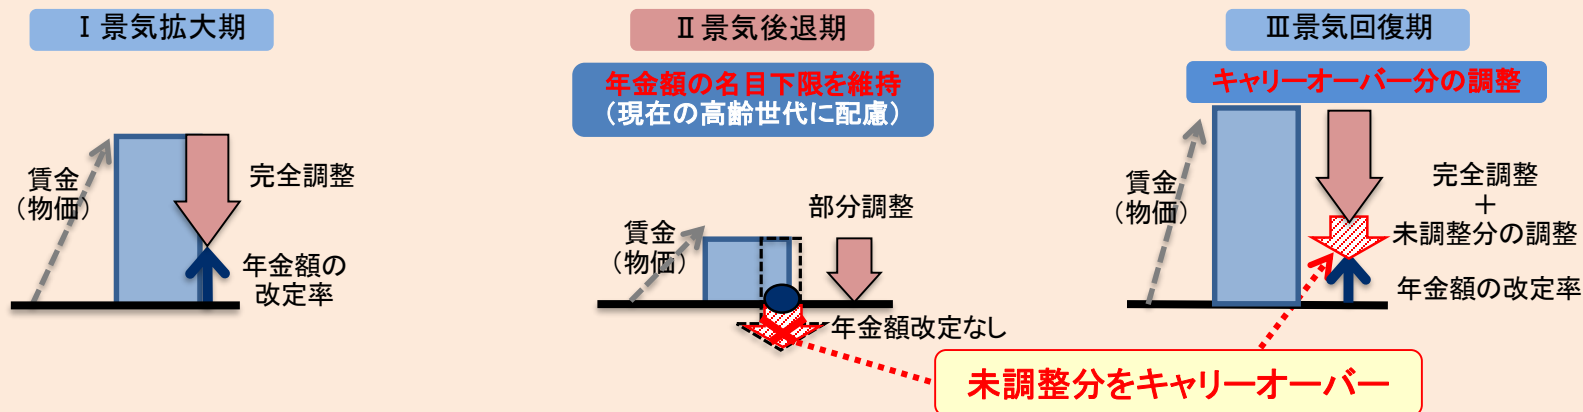 Ⅰ 景気拡大期
賃金
（物価）
完全調整
年金額の
改定率
Ⅱ 景気後退期
年金額の名目下限を維持
（現在の高齢世代に配慮）
賃金
（物価）
部分調整
年金額改定なし
Ⅲ景気回復期
キャリーオーバー分の調整
賃金
（物価）
完全調整
＋
未調整分の調整
年金額の改定率
未調整分をキャリーオーバー